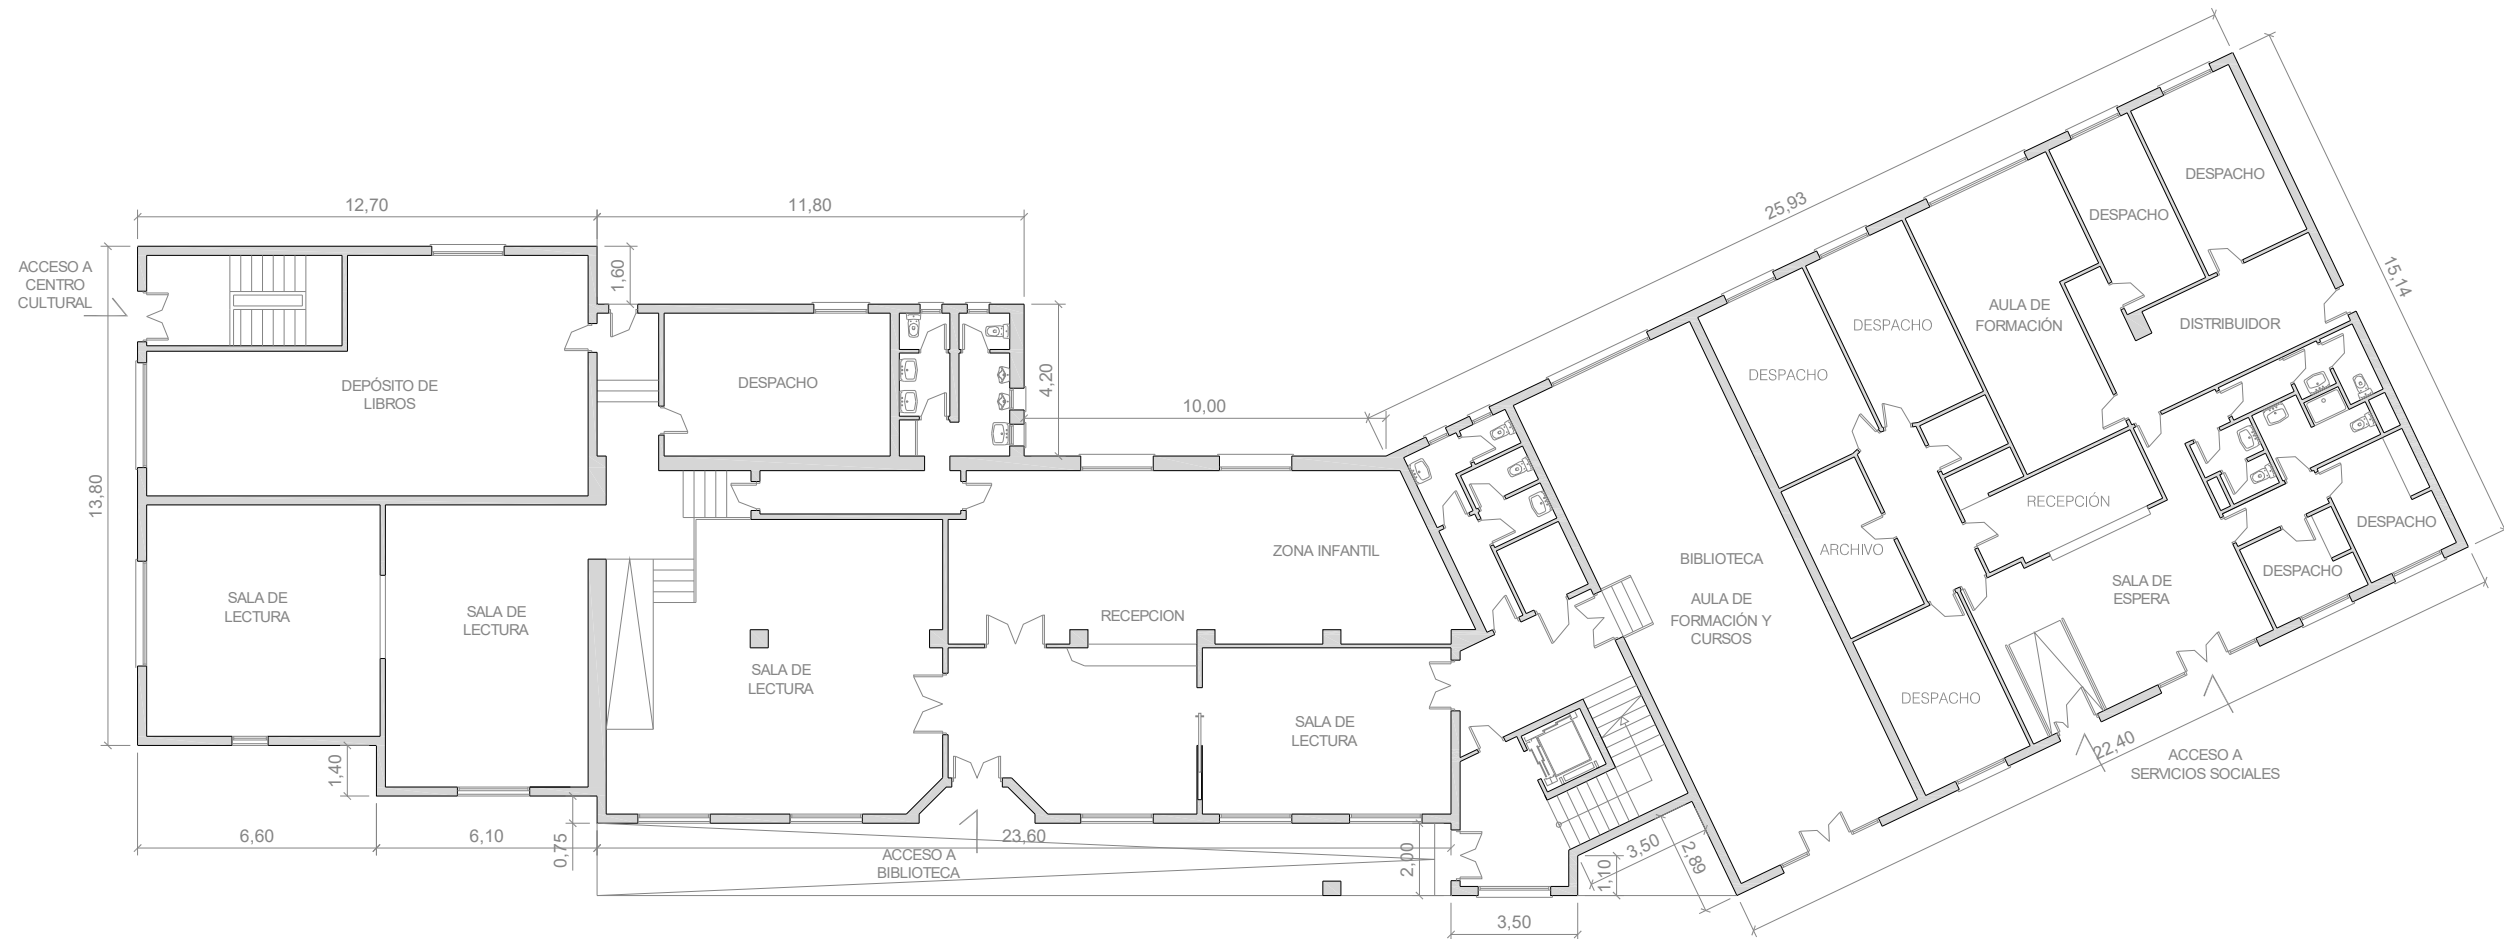 25,93
15,14
12,70
11,80
ACCESO A
CENTRO
CULTURAL
1,60
DESPACHO
DESPACHO
DESPACHO
AULA DE
FORMACIÓN
DISTRIBUIDOR
DEPÓSITO DE
LIBROS
DESPACHO
4,20
DESPACHO
10,00
13,80
ZONA INFANTIL
BIBLIOTECA
AULA DE
FORMACIÓN Y
CURSOS
ARCHIVO
RECEPCIÓN
DESPACHO
DESPACHO
SALA DE
ESPERA
SALA DE
LECTURA
SALA DE
LECTURA
RECEPCION
SALA DE
LECTURA
SALA DE
LECTURA
DESPACHO
1,40
22,40
ACCESO A
SERVICIOS SOCIALES
6,60
6,10
0,75
23,60
ACCESO A
BIBLIOTECA
2,00
3,50
2,89
1,10
3,50